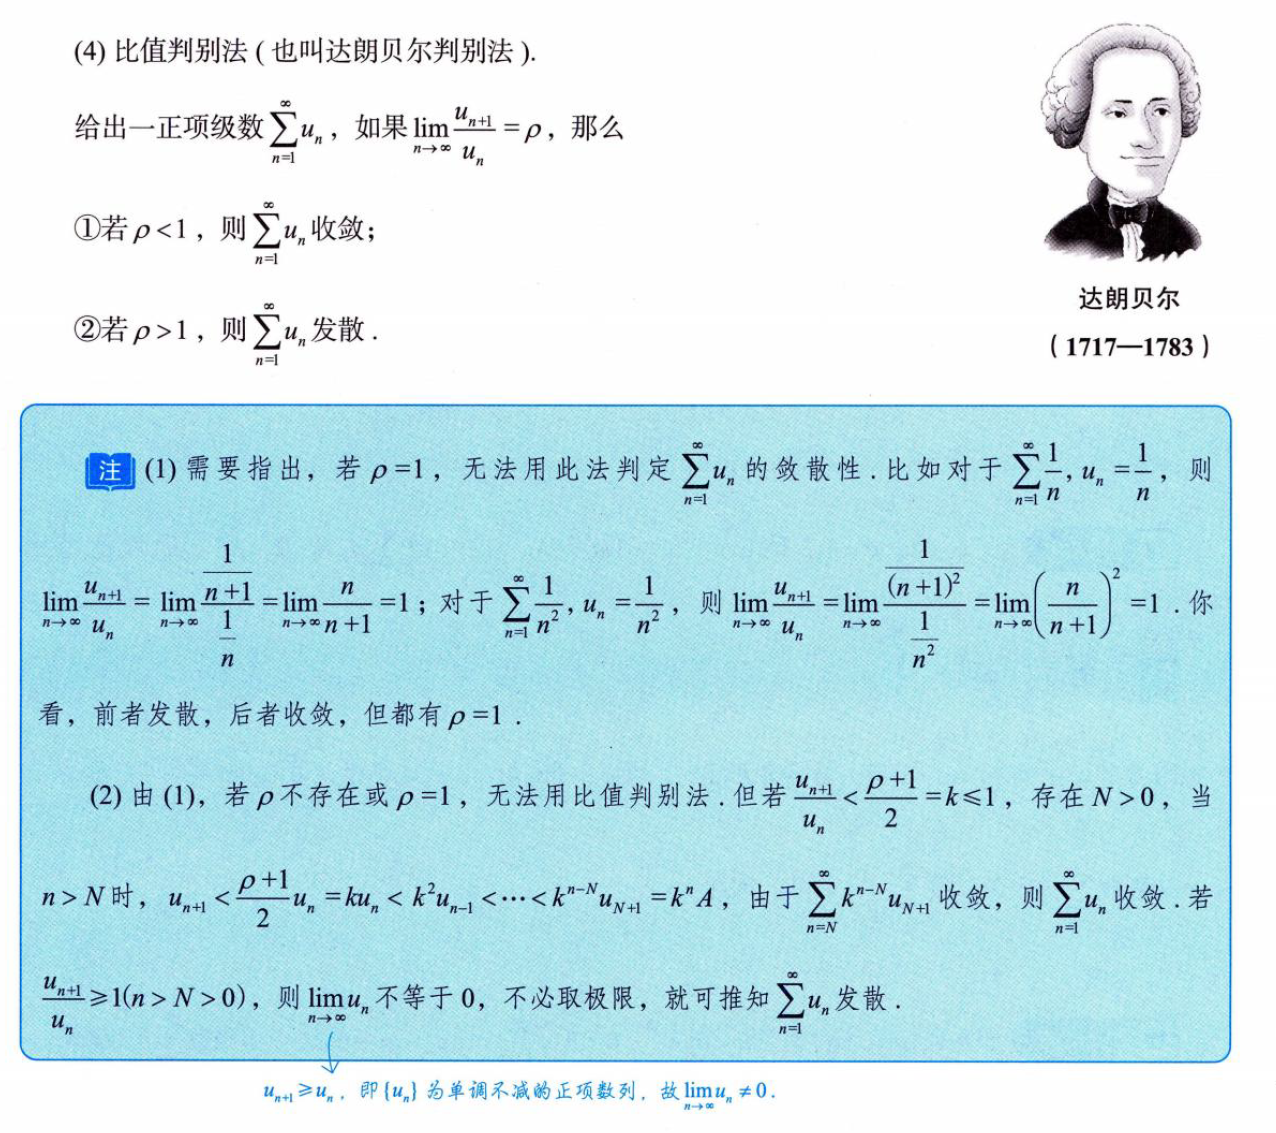 (4) 比值判别法 ( 也叫达朗贝尔判别法 ).
给出一正项级数 $\sum_{n=1}^{\infty} u_n$，如果 $\lim_{n\to\infty} \frac{u_{n+1}}{u_n} = \rho$，那么
①若 $\rho<1$，则 $\sum_{n=1}^{\infty} u_n$ 收敛；
②若 $\rho>1$，则 $\sum_{n=1}^{\infty} u_n$ 发散 .
达朗贝尔
( 1717—1783 )
注 (1) 需要指出，若 $\rho=1$，无法用此法判定 $\sum_{n=1}^{\infty} u_n$ 的敛散性 . 比如对于 $\sum_{n=1}^{\infty} \frac{1}{n}, u_n = \frac{1}{n}$，则
$\lim_{n\to\infty} \frac{u_{n+1}}{u_n} = \lim_{n\to\infty} \frac{\frac{1}{n+1}}{\frac{1}{n}} = \lim_{n\to\infty} \frac{n}{n+1} = 1$；对于 $\sum_{n=1}^{\infty} \frac{1}{n^2}, u_n = \frac{1}{n^2}$，则 $\lim_{n\to\infty} \frac{u_{n+1}}{u_n} = \lim_{n\to\infty} \frac{\frac{1}{(n+1)^2}}{\frac{1}{n^2}} = \lim_{n\to\infty} \left(\frac{n}{n+1}\right)^2 = 1$ . 你
看，前者发散，后者收敛，但都有 $\rho=1$ .
(2) 由 (1)，若 $\rho$ 不存在或 $\rho=1$，无法用比值判别法 . 但若 $\frac{u_{n+1}}{u_n} < \frac{\rho+1}{2} = k \leqslant 1$，存在 $N>0$，当
$n>N$ 时，$u_{n+1} < \frac{\rho+1}{2} u_n = ku_n < k^2 u_{n-1} < \cdots < k^{n-N} u_{N+1} = k^n A$，由于 $\sum_{n=N}^{\infty} k^{n-N} u_{N+1}$ 收敛，则 $\sum_{n=1}^{\infty} u_n$ 收敛 . 若
$\frac{u_{n+1}}{u_n} \geqslant 1 (n>N>0)$，则 $\lim_{n\to\infty} u_n$ 不等于 0，不必取极限，就可推知 $\sum_{n=1}^{\infty} u_n$ 发散 .
$u_{n+1} \geqslant u_n$，即 $\{u_n\}$ 为单调不减的正项数列，故 $\lim_{n\to\infty} u_n \neq 0$.